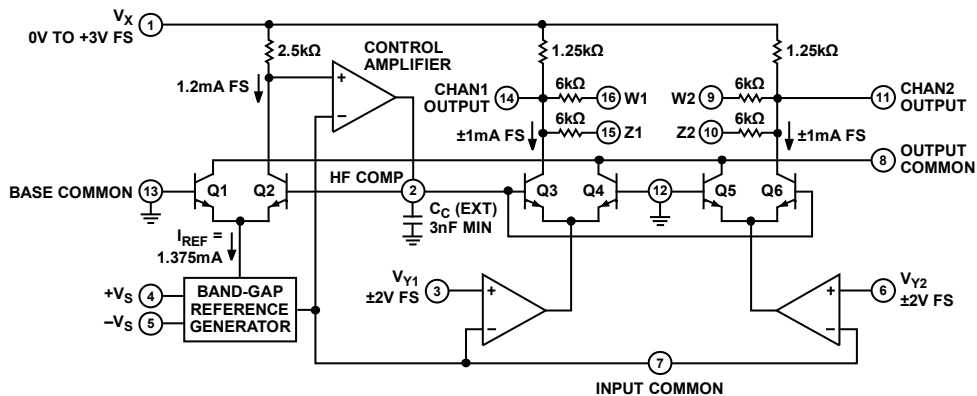 VX
0V TO +3V FS
1
2.5kΩ
1.25kΩ
1.25kΩ
CONTROL
AMPLIFIER
1.2mA FS
+
–
CHAN1
OUTPUT
14
6kΩ
16
W1
6kΩ
15
Z1
±1mA FS
W2
9
6kΩ
Z2
10
6kΩ
±1mA FS
11
CHAN2
OUTPUT
8
OUTPUT
COMMON
BASE COMMON
13
Q1
Q2
HF COMP
2
Q3
Q4
12
Q5
Q6
CC (EXT)
3nF MIN
IREF =
1.375mA
+VS
4
–VS
5
BAND-GAP
REFERENCE
GENERATOR
VY1
±2V FS
3
+
–
VY2
±2V FS
6
+
–
7
INPUT COMMON